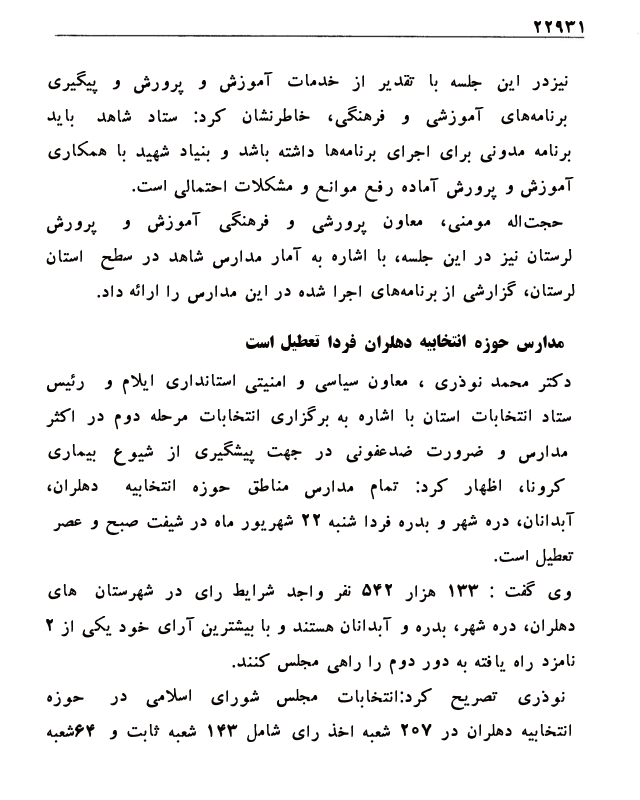 ۲۲۹۳۱
نیزدر این جلسه با تقدیر از خدمات آموزش و پرورش و پیگیری
برنامه‌های آموزشی و فرهنگی، خاطرنشان کرد: ستاد شاهد باید
برنامه مدونی برای اجرای برنامه‌ها داشته باشد و بنیاد شهید با همکاری
آموزش و پرورش آماده رفع موانع و مشکلات احتمالی است.
حجت‌اله مومنی، معاون پرورشی و فرهنگی آموزش و پرورش
لرستان نیز در این جلسه، با اشاره به آمار مدارس شاهد در سطح استان
لرستان، گزارشی از برنامه‌های اجرا شده در این مدارس را ارائه داد.
مدارس حوزه انتخابیه دهلران فردا تعطیل است
دکتر محمد نوذری ، معاون سیاسی و امنیتی استانداری ایلام و رئیس
ستاد انتخابات استان با اشاره به برگزاری انتخابات مرحله دوم در اکثر
مدارس و ضرورت ضدعفونی در جهت پیشگیری از شیوع بیماری
کرونا، اظهار کرد: تمام مدارس مناطق حوزه انتخابیه دهلران،
آبدانان، دره شهر و بدره فردا شنبه ۲۲ شهریور ماه در شیفت صبح و عصر
تعطیل است.
وی گفت : ۱۳۳ هزار ۵۴۲ نفر واجد شرایط رای در شهرستان های
دهلران، دره شهر، بدره و آبدانان هستند و با بیشترین آرای خود یکی از ۲
نامزد راه یافته به دور دوم را راهی مجلس کنند.
نوذری تصریح کرد:انتخابات مجلس شورای اسلامی در حوزه
انتخابیه دهلران در ۲۰۷ شعبه اخذ رای شامل ۱۴۳ شعبه ثابت و ۶۴شعبه